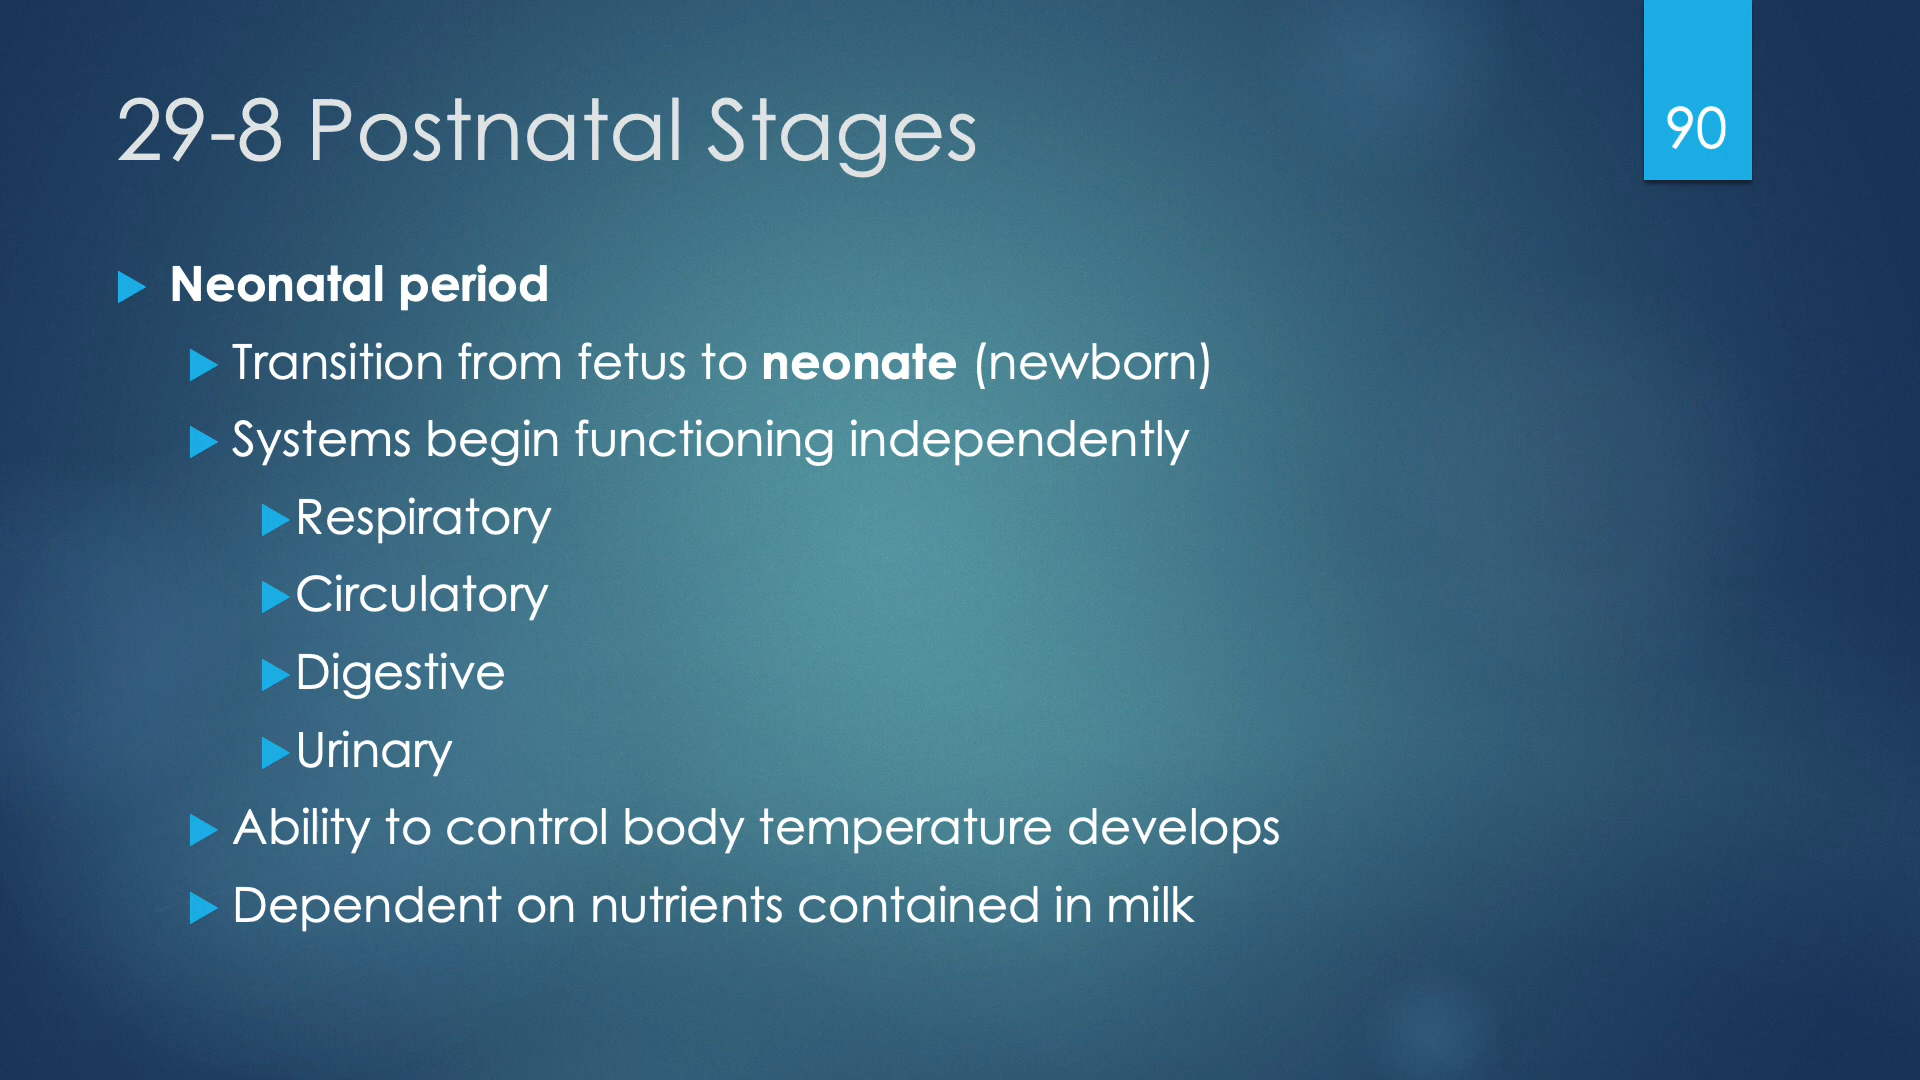 29-8 Postnatal Stages
90
Neonatal period
Transition from fetus to neonate (newborn)
Systems begin functioning independently
Respiratory
Circulatory
Digestive
Urinary
Ability to control body temperature develops
Dependent on nutrients contained in milk